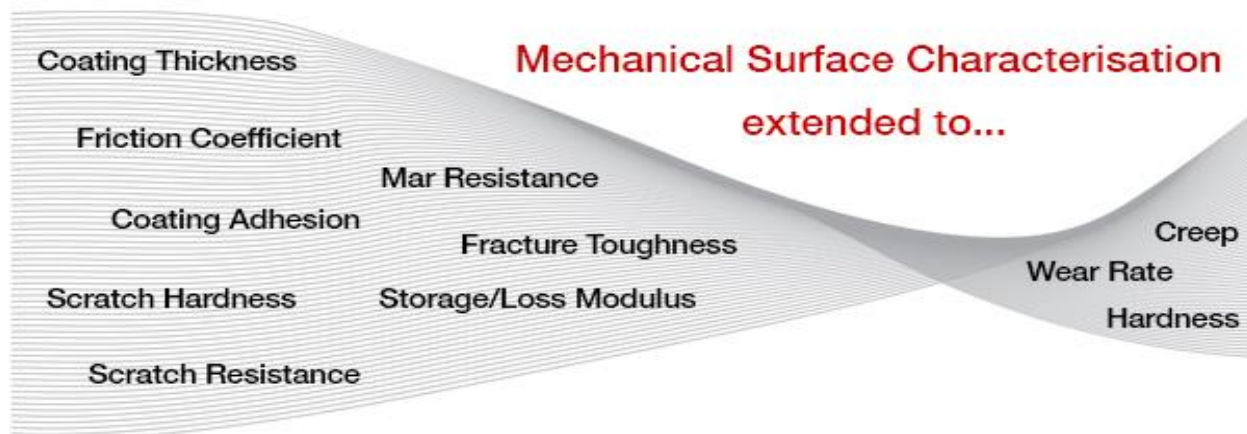 Mechanical Surface Characterisation
extended to...
Coating Thickness
Friction Coefficient
Mar Resistance
Coating Adhesion
Fracture Toughness
Scratch Hardness
Storage/Loss Modulus
Scratch Resistance
Creep
Wear Rate
Hardness